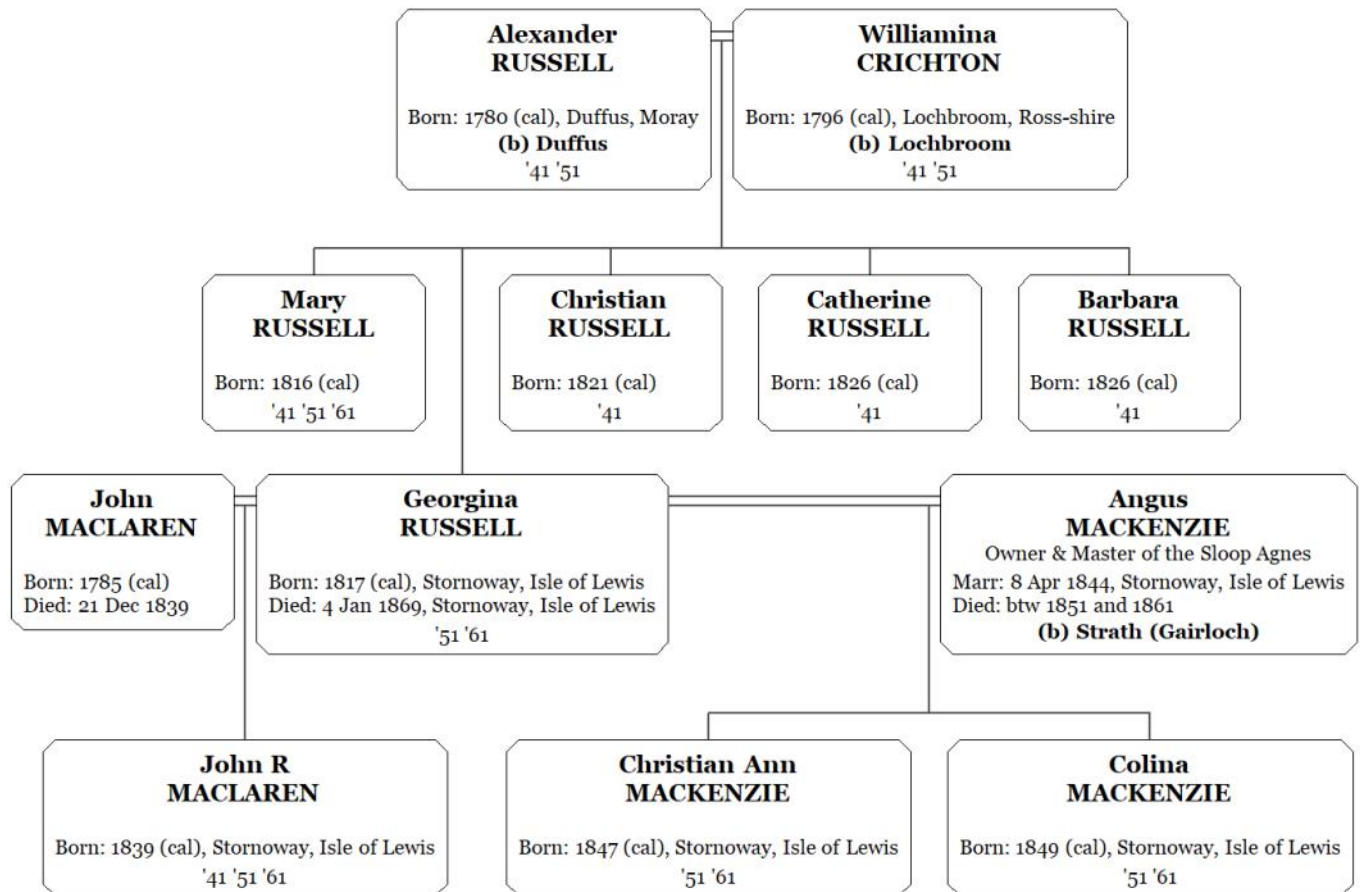 Alexander
RUSSELL
Born: 1780 (cal), Duffus, Moray
(b) Duffus
'41 '51
Williamina
CRICHTON
Born: 1796 (cal), Lochbroom, Ross-shire
(b) Lochbroom
'41 '51
Mary
RUSSELL
Born: 1816 (cal)
'41 '51 '61
Christian
RUSSELL
Born: 1821 (cal)
'41
Catherine
RUSSELL
Born: 1826 (cal)
'41
Barbara
RUSSELL
Born: 1826 (cal)
'41
John
MACLAREN
Born: 1785 (cal)
Died: 21 Dec 1839
Georgina
RUSSELL
Born: 1817 (cal), Stornoway, Isle of Lewis
Died: 4 Jan 1869, Stornoway, Isle of Lewis
'51 '61
Angus
MACKENZIE
Owner & Master of the Sloop Agnes
Marr: 8 Apr 1844, Stornoway, Isle of Lewis
Died: btw 1851 and 1861
(b) Strath (Gairloch)
John R
MACLAREN
Born: 1839 (cal), Stornoway, Isle of Lewis
'41 '51 '61
Christian Ann
MACKENZIE
Born: 1847 (cal), Stornoway, Isle of Lewis
'51 '61
Colina
MACKENZIE
Born: 1849 (cal), Stornoway, Isle of Lewis
'51 '61